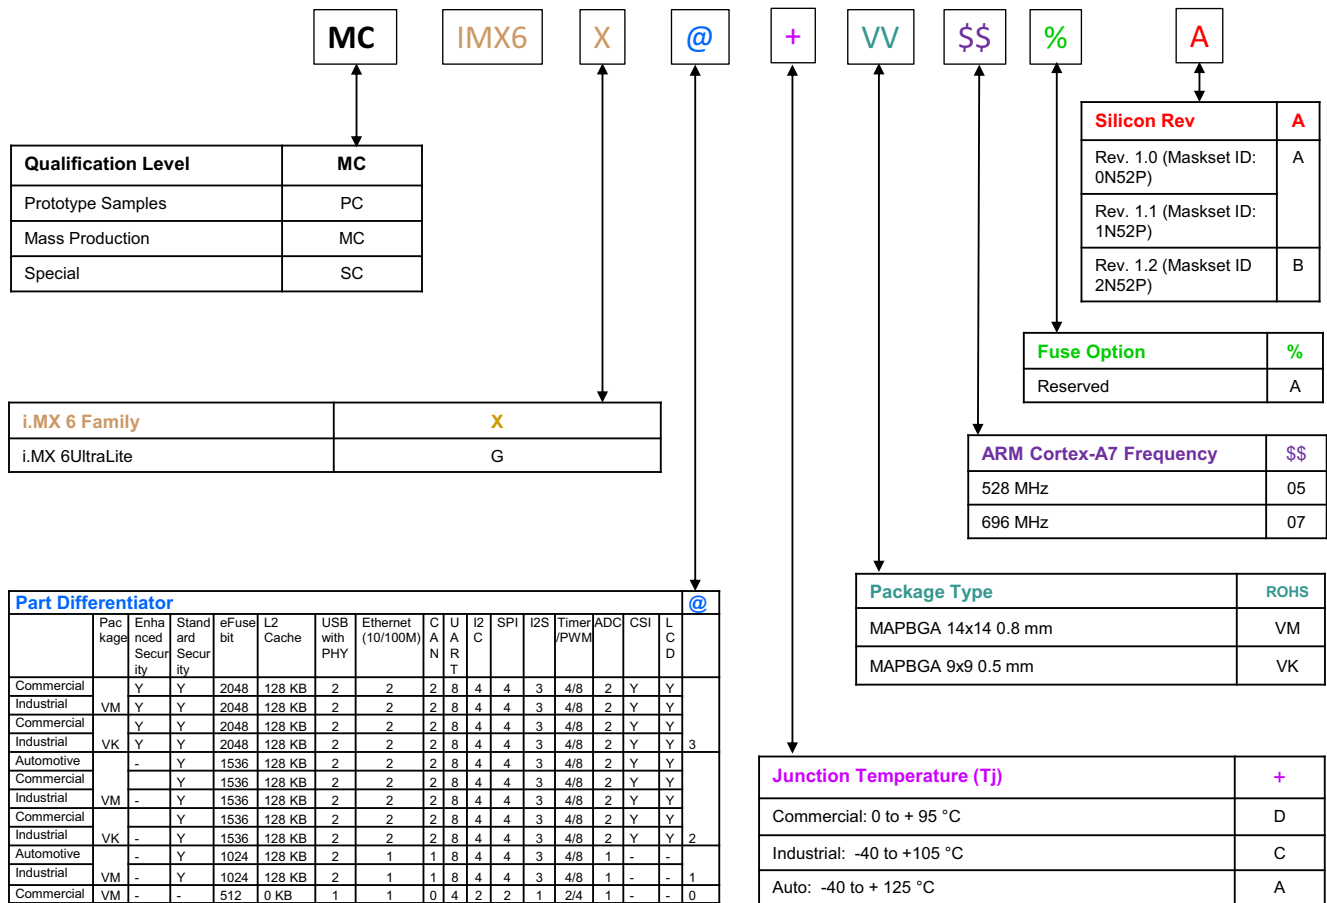 MC IMX6 X @ + VV $$ % A
Silicon Rev A
Rev. 1.0 (Maskset ID: A
0N52P)
Rev. 1.1 (Maskset ID:
1N52P)
Rev. 1.2 (Maskset ID B
2N52P)
Qualification Level MC
Prototype Samples PC
Mass Production MC
Special SC
Fuse Option %
Reserved A
i.MX 6 Family X
i.MX 6UltraLite G
ARM Cortex-A7 Frequency $$
528 MHz 05
696 MHz 07
Package Type ROHS
MAPBGA 14x14 0.8 mm VM
MAPBGA 9x9 0.5 mm VK
Part Differentiator @
Pac Enha Stand eFuse L2 USB Ethernet C U I2 SPI I2S Timer ADC CSI L
kage nced ard bit Cache with (10/100M) A A C /PWM C
Secur Secur PHY N R D
ity ity T
Commercial Y Y 2048 128 KB 2 2 2 8 4 4 3 4/8 2 Y Y
Industrial VM Y Y 2048 128 KB 2 2 2 8 4 4 3 4/8 2 Y Y
Commercial Y Y 2048 128 KB 2 2 2 8 4 4 3 4/8 2 Y Y
Industrial VK Y Y 2048 128 KB 2 2 2 8 4 4 3 4/8 2 Y Y 3
Automotive - Y 1536 128 KB 2 2 2 8 4 4 3 4/8 2 Y Y
Commercial Y 1536 128 KB 2 2 2 8 4 4 3 4/8 2 Y Y
Industrial VM - Y 1536 128 KB 2 2 2 8 4 4 3 4/8 2 Y Y
Commercial Y 1536 128 KB 2 2 2 8 4 4 3 4/8 2 Y Y
Industrial VK - Y 1536 128 KB 2 2 2 8 4 4 3 4/8 2 Y Y 2
Automotive - Y 1024 128 KB 2 1 1 8 4 4 3 4/8 1 - -
Industrial VM - Y 1024 128 KB 2 1 1 8 4 4 3 4/8 1 - - 1
Commercial VM - - 512 0 KB 1 1 0 4 2 2 1 2/4 1 - - 0
Junction Temperature (Tj) +
Commercial: 0 to + 95 °C D
Industrial: -40 to +105 °C C
Auto: -40 to + 125 °C A